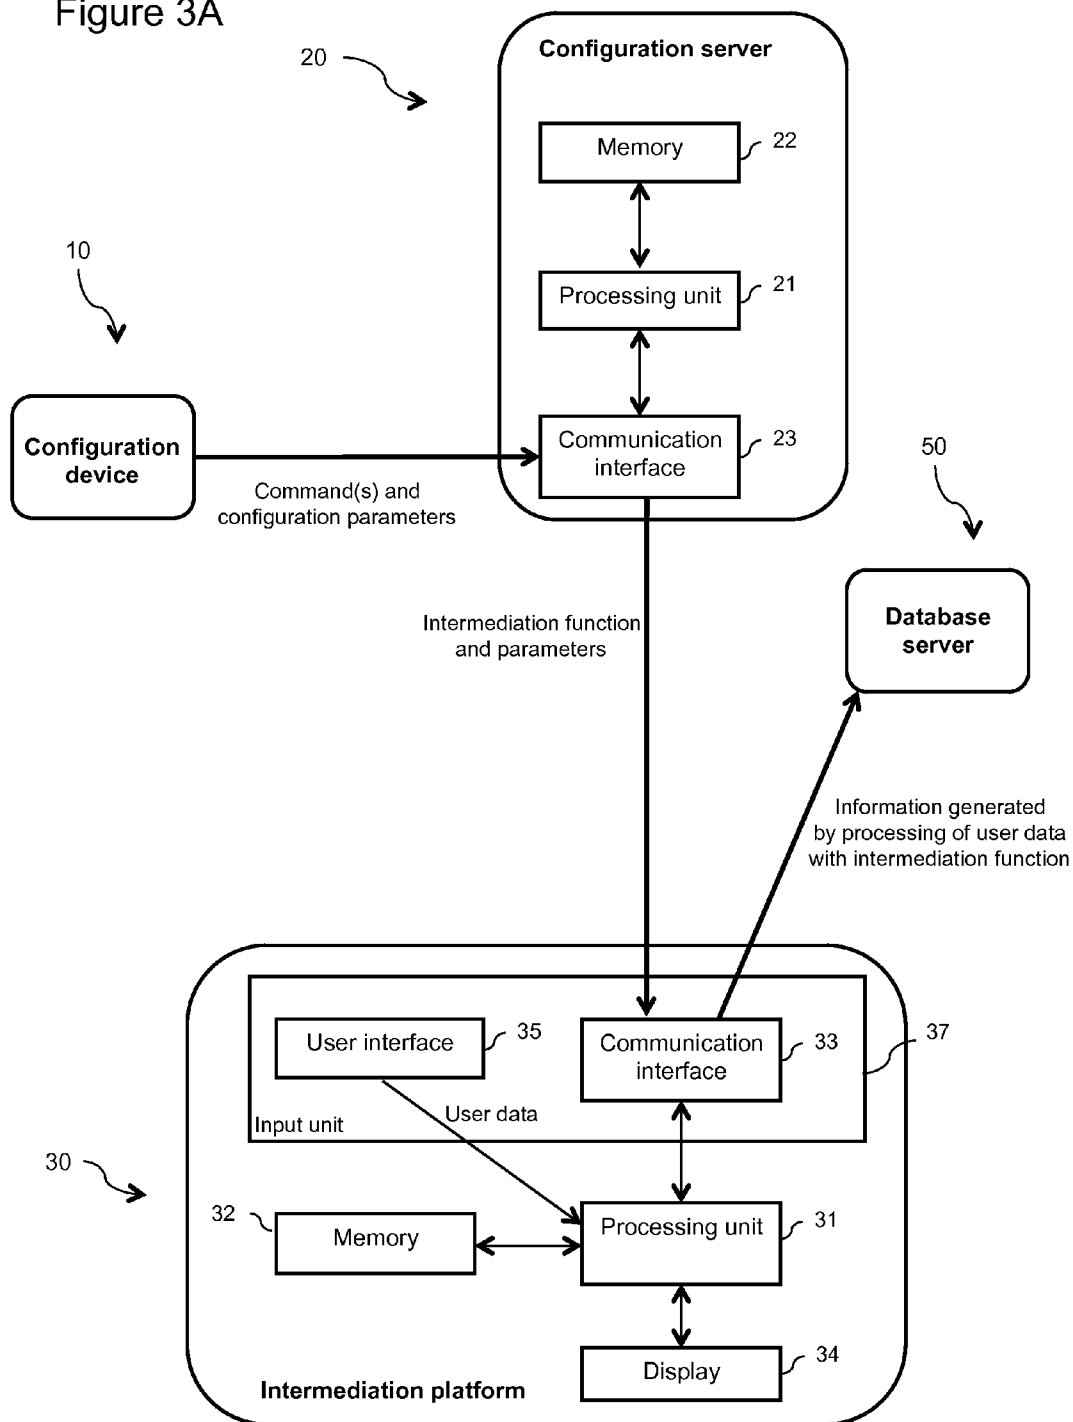 Figure 3A
Configuration server
20
Memory
22
10
Processing unit
21
Configuration
device
Communication
interface
23
50
Command(s) and
configuration parameters
Database
server
Intermediation function
and parameters
Information generated
by processing of user data
with intermediation function
User interface
35
Communication
interface
33
37
User data
Input unit
30
32
Memory
Processing unit
31
Display
34
Intermediation platform